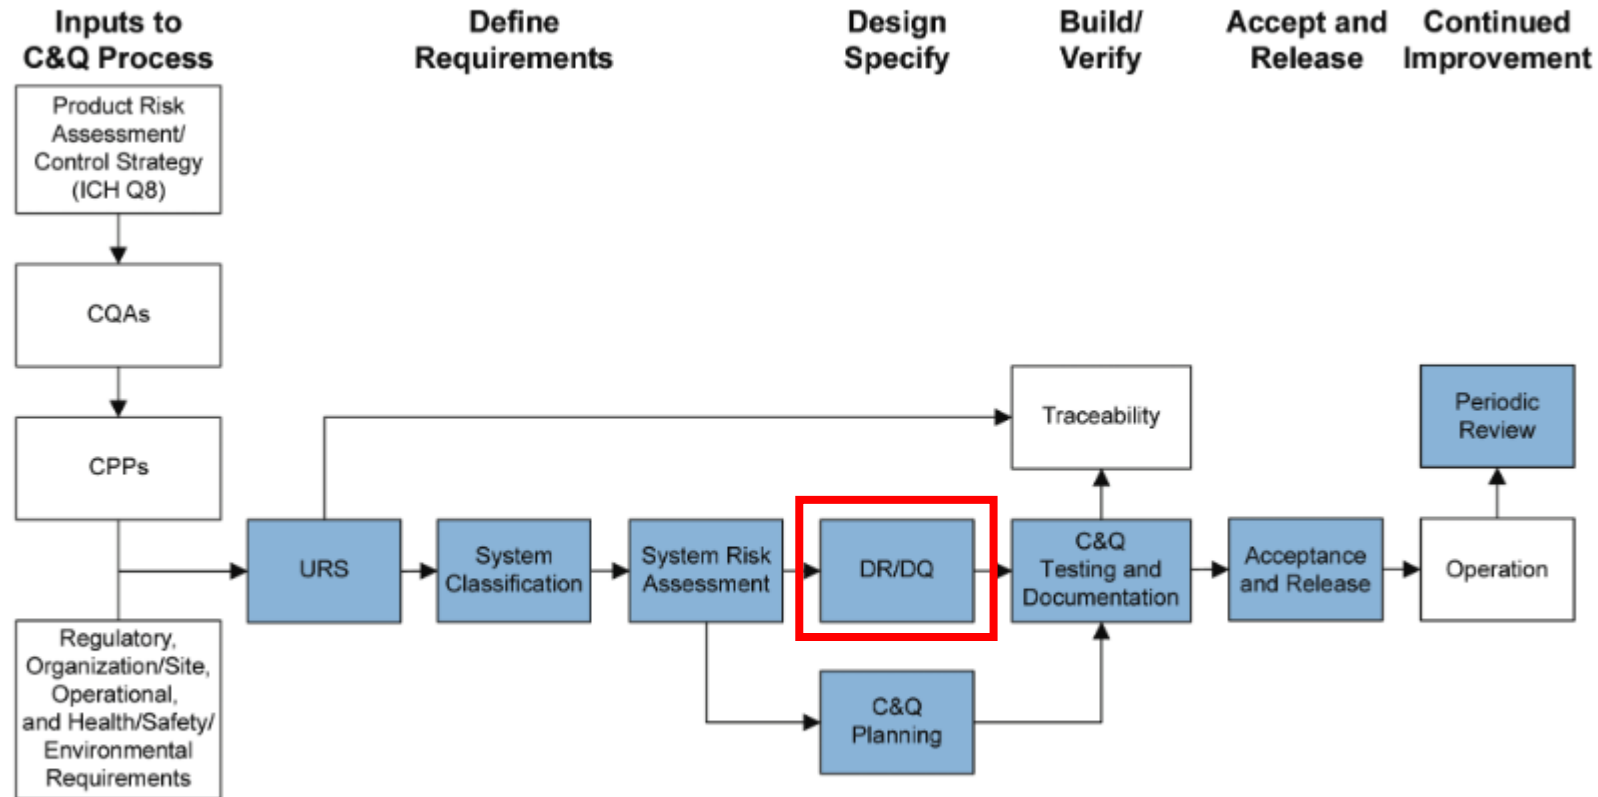 Inputs to
C&Q Process
Define
Requirements
Design
Specify
Build/
Verify
Accept and
Release
Continued
Improvement
Product Risk
Assessment/
Control Strategy
(ICH Q8)
CQAs
CPPs
Regulatory,
Organization/Site,
Operational,
and Health/Safety/
Environmental
Requirements
URS
System
Classification
System Risk
Assessment
DR/DQ
C&Q
Planning
Traceability
C&Q
Testing and
Documentation
Acceptance
and Release
Periodic
Review
Operation